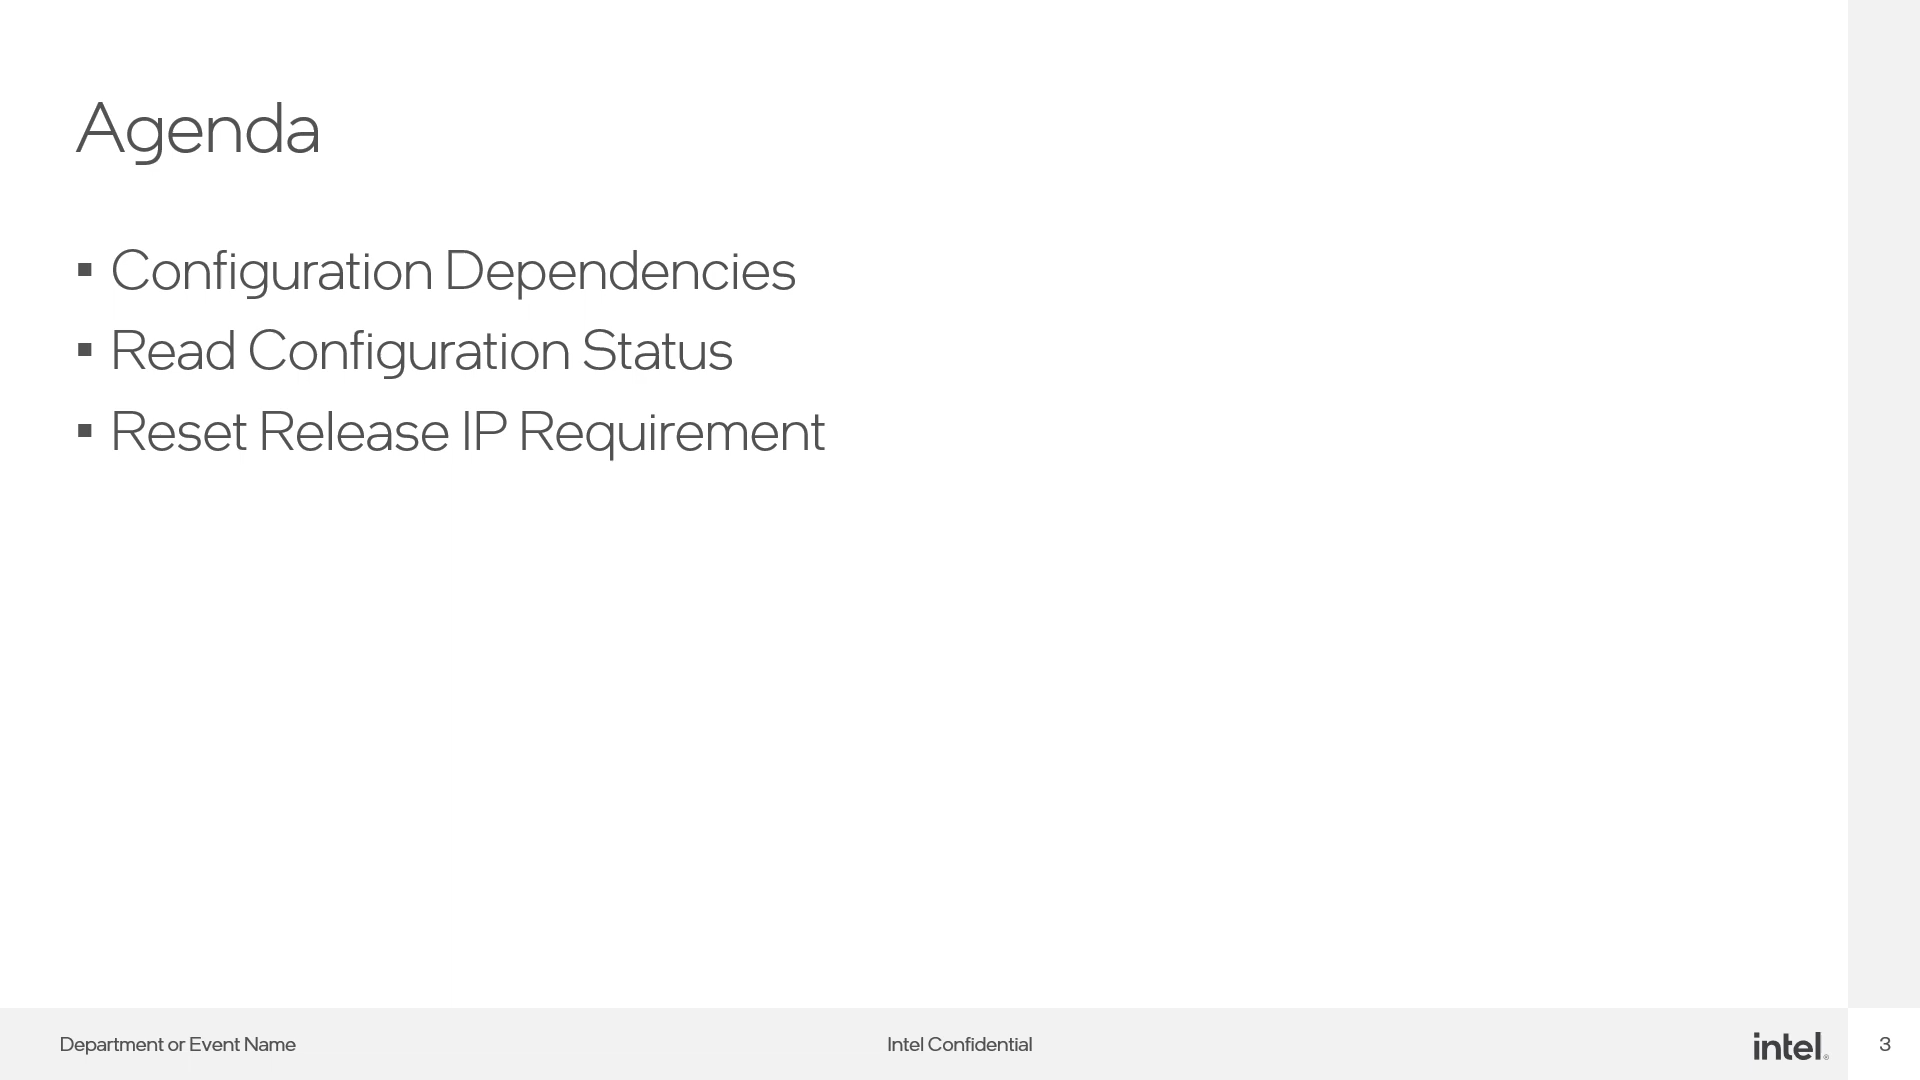 Agenda
▪ Configuration Dependencies
▪ Read Configuration Status
▪ Reset Release IP Requirement
Department or Event Name
Intel Confidential
intel®
3